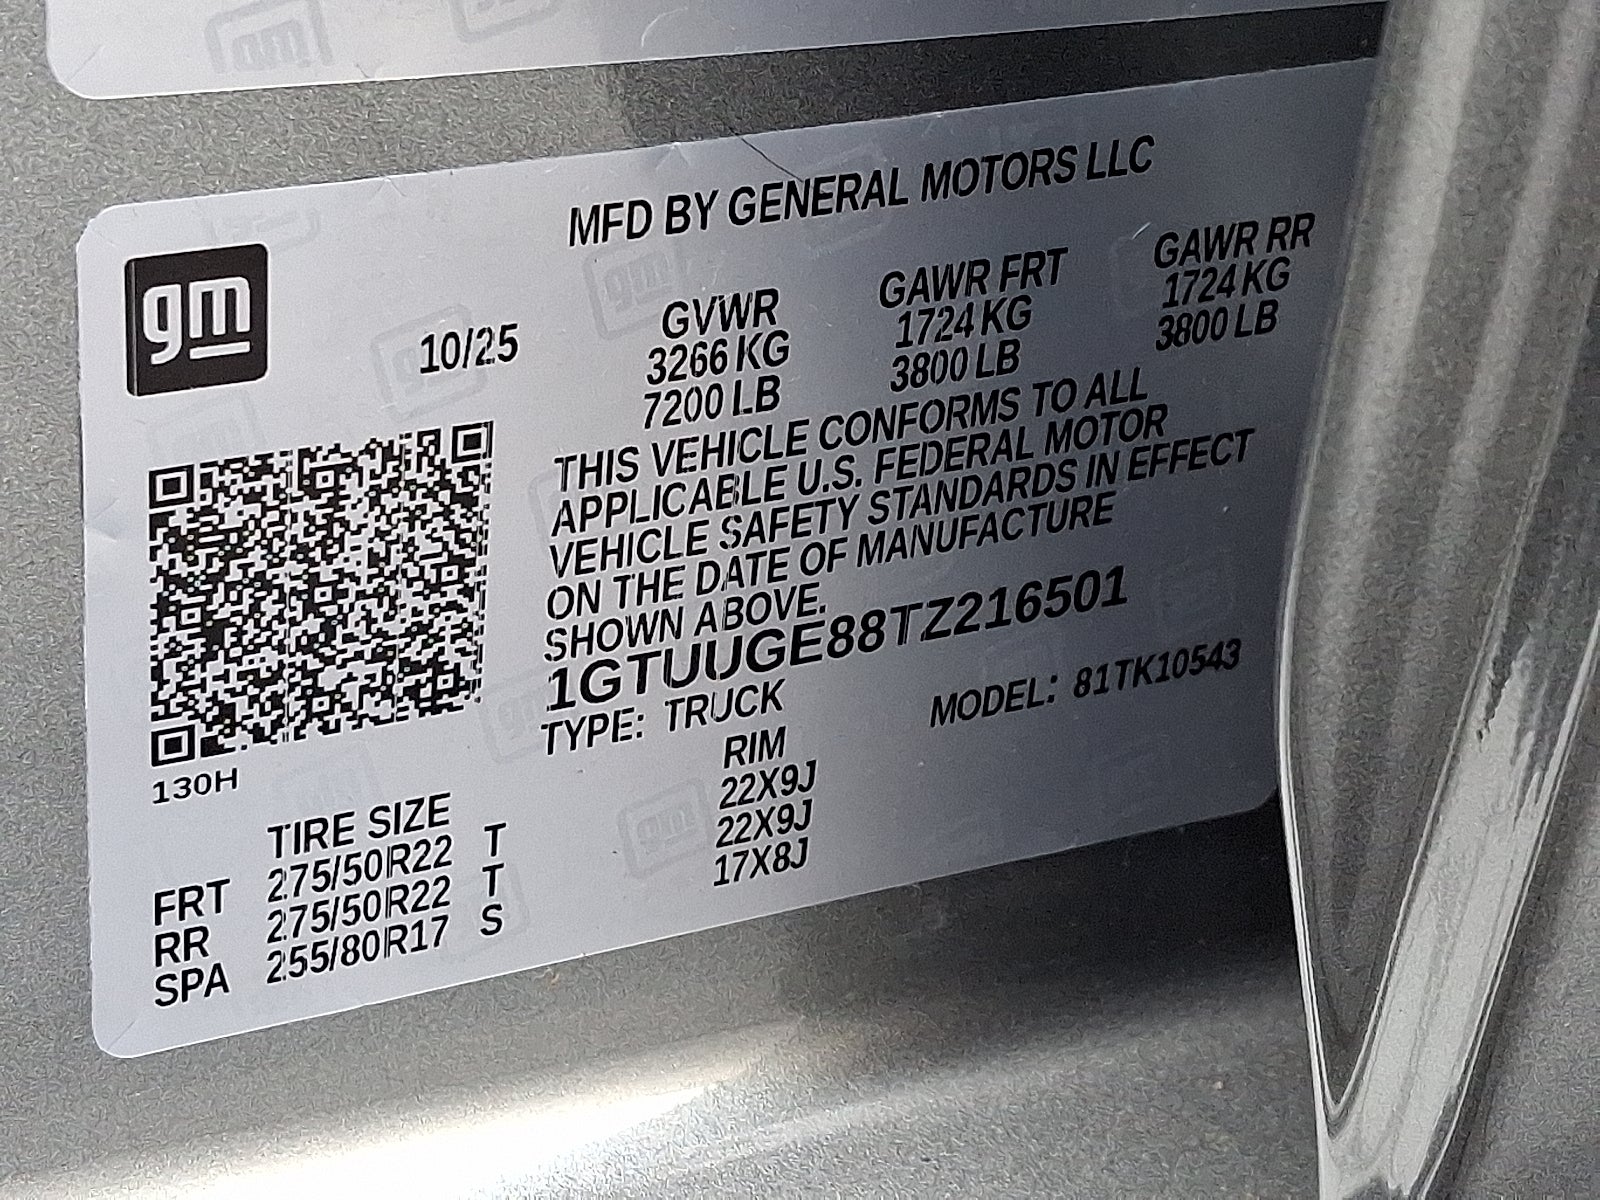 MFD BY GENERAL MOTORS LLC
gm
10/25
GVWR
3266 KG
7200 LB
GAWR FRT
1724 KG
3800 LB
GAWR RR
1724 KG
3800 LB
THIS VEHICLE CONFORMS TO ALL
APPLICABLE U.S. FEDERAL MOTOR
VEHICLE SAFETY STANDARDS IN EFFECT
ON THE DATE OF MANUFACTURE
SHOWN ABOVE.
1GTUUGE88TZ216501
TYPE: TRUCK
MODEL: 81TK10543
130H
TIRE SIZE RIM
FRT 275/50R22 T 22X9J
RR 275/50R22 T 22X9J
SPA 255/80R17 S 17X8J